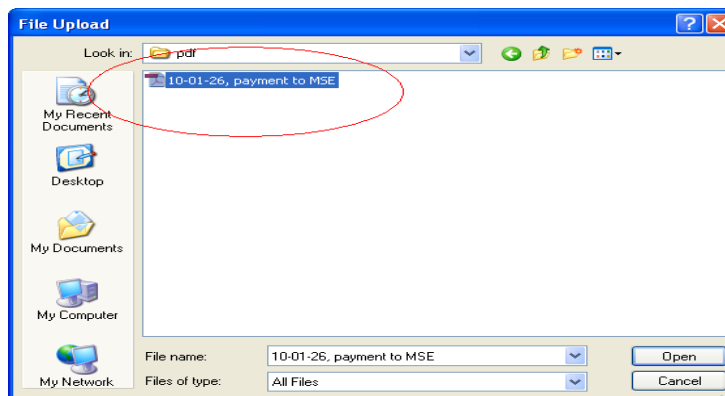 File Upload
Look in: pdf
10-01-26, payment to MSE
My Recent
Documents
Desktop
My Documents
My Computer
My Network
File name: 10-01-26, payment to MSE Open
Files of type: All Files Cancel